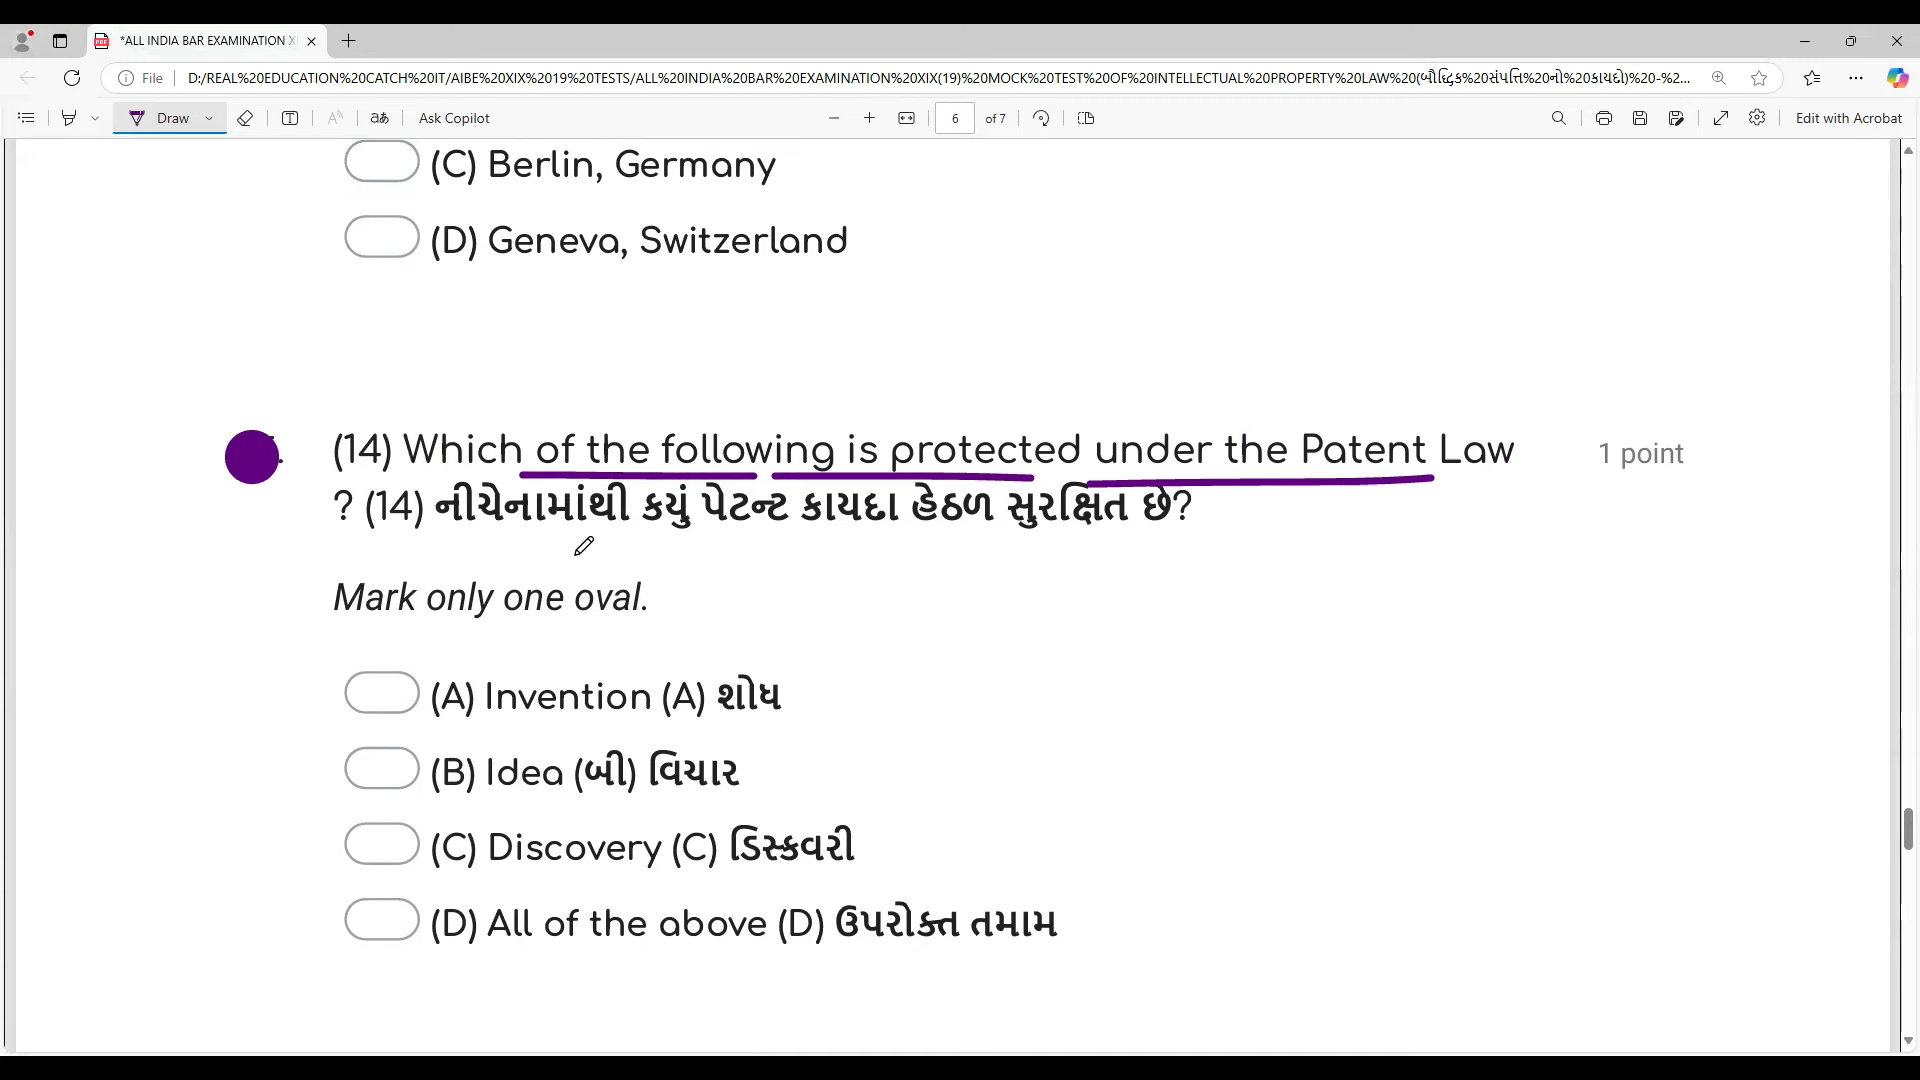 *ALL INDIA BAR EXAMINATION X
File
D:/REAL%20EDUCATION%20CATCH%20IT/AIBE%20XIX%2019%20TESTS/ALL%20INDIA%20BAR%20EXAMINATION%20XIX(19)%20MOCK%20TEST%20OF%20INTELLECTUAL%20PROPERTY%20LAW%20(બૌદ્ધિક%20સંપત્તિ%20નો%20કાયદો)%20-%2...
Draw
Ask Copilot
6 of 7
Edit with Acrobat
(C) Berlin, Germany
(D) Geneva, Switzerland
(14) Which of the following is protected under the Patent Law 1 point
? (14) નીચેનામાંથી કયું પેટન્ટ કાયદા હેઠળ સુરક્ષિત છે?
Mark only one oval.
(A) Invention (A) શોધ
(B) Idea (બી) વિચાર
(C) Discovery (C) ડિસ્કવરી
(D) All of the above (D) ઉપરોક્ત તમામ